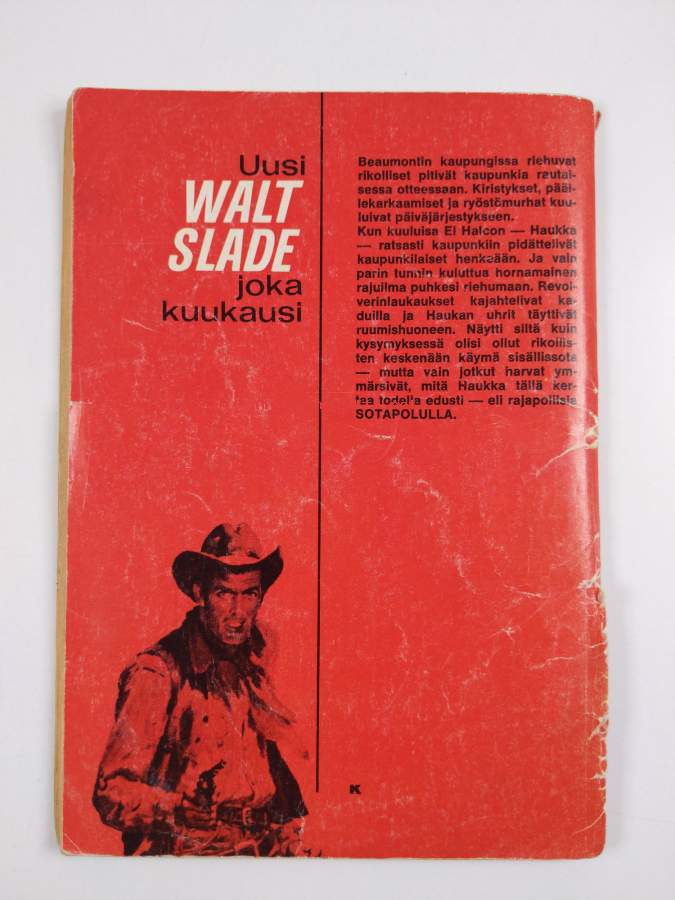 Uusi
WALT
SLADE
joka
kuukausi
Beaumontin kaupungissa riehuvat
rikolliset pitivät kaupunkia rautai-
sessa otteessaan. Kiristykset, pääl-
lekarkaamiset ja ryöstömurhat kuu-
luivat päiväjärjestykseen.
Kun kuuluisa El Halcon — Haukka
— ratsasti kaupunkiin pidättelivät
kaupunkilaiset henkeään. Ja vain
parin tunnin kuluttua hornamainen
rajuilma puhkesi riehumaan. Revol-
verinlaukaukset kajahtelivat ka-
duilla ja Haukan uhrit täyttivät
ruumishuoneen. Näytti siltä kuin
kysymyksessä olisi ollut rikollis-
ten keskenään käymä sisällissota
— mutta vain jotkut harvat ym-
märsivät, mitä Haukka tällä ker-
taa todella edusti — eli rajapoliisia
SOTAPOLULLA.
K